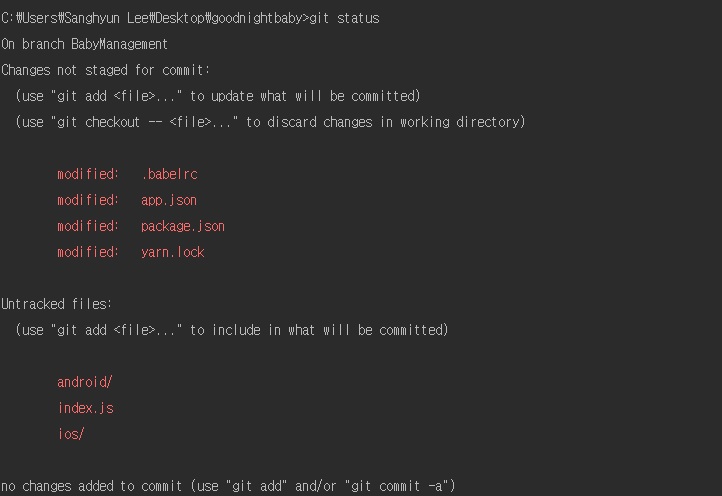 C:₩Users₩Sanghyun Lee₩Desktop₩goodnightbaby>git status
On branch BabyManagement
Changes not staged for commit:
(use "git add <file>..." to update what will be committed)
(use "git checkout -- <file>..." to discard changes in working directory)
modified: .babelrc
modified: app.json
modified: package.json
modified: yarn.lock
Untracked files:
(use "git add <file>..." to include in what will be committed)
android/
index.js
ios/
no changes added to commit (use "git add" and/or "git commit -a")